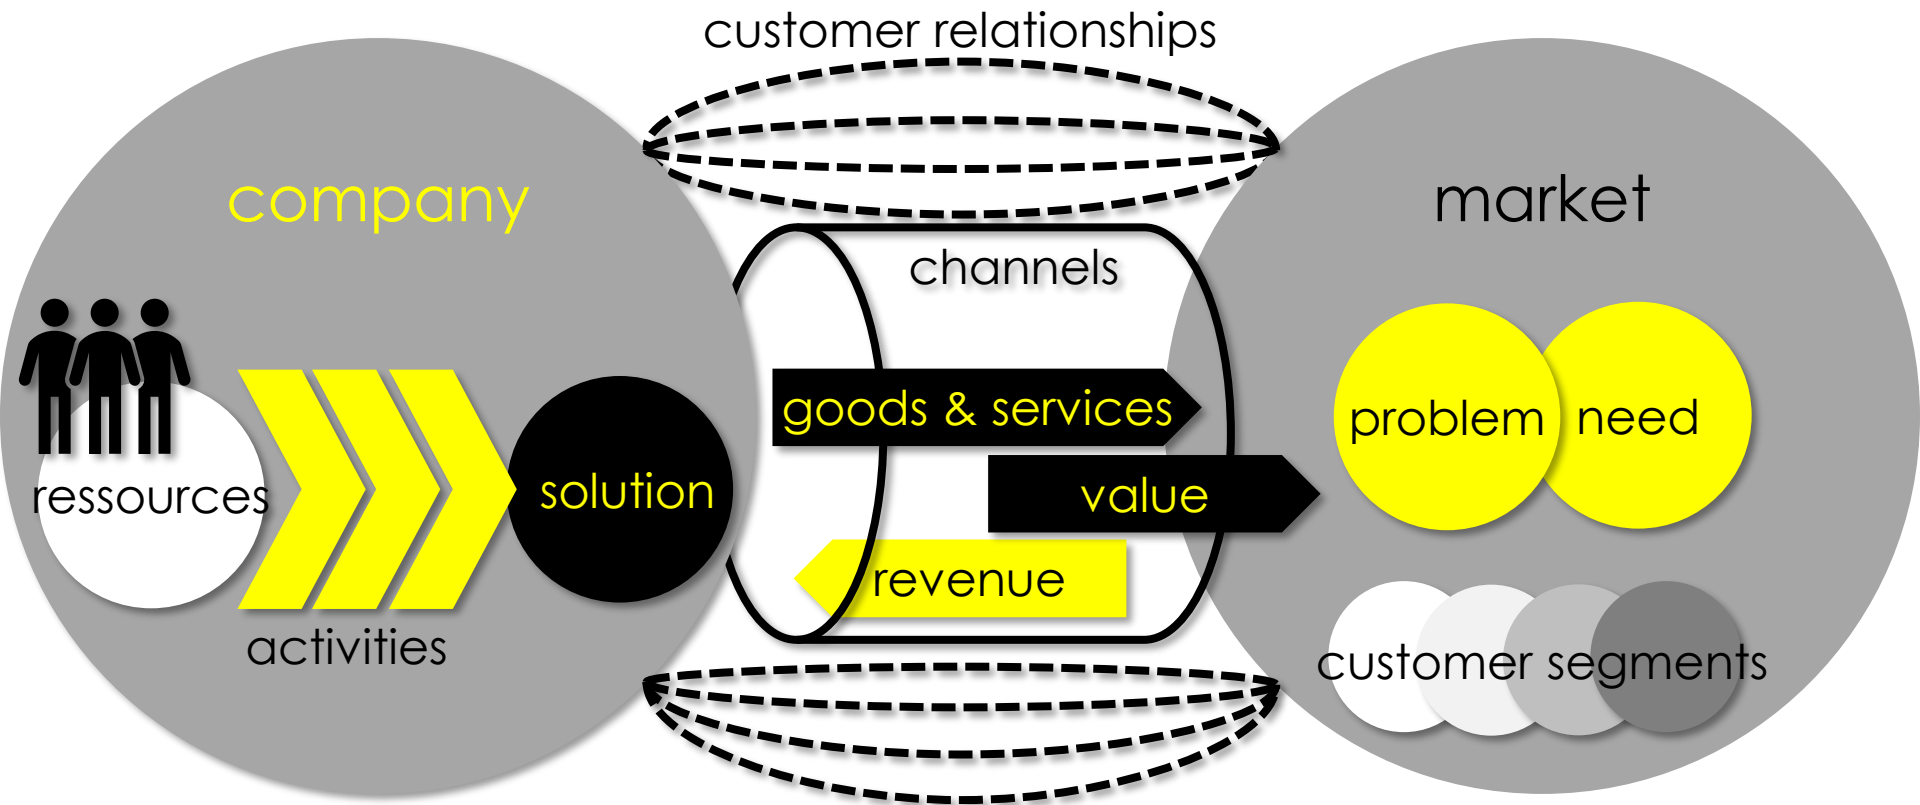 customer relationships
company
market
channels
goods & services
problem
need
ressources
solution
value
revenue
activities
customer segments